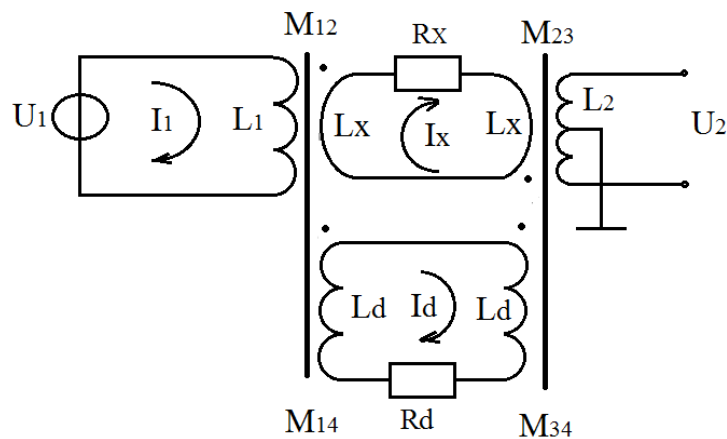 M12 Rx M23
U1 I1 L1 Lx Ix Lx L2 U2
Ld Id Ld
M14 Rd M34